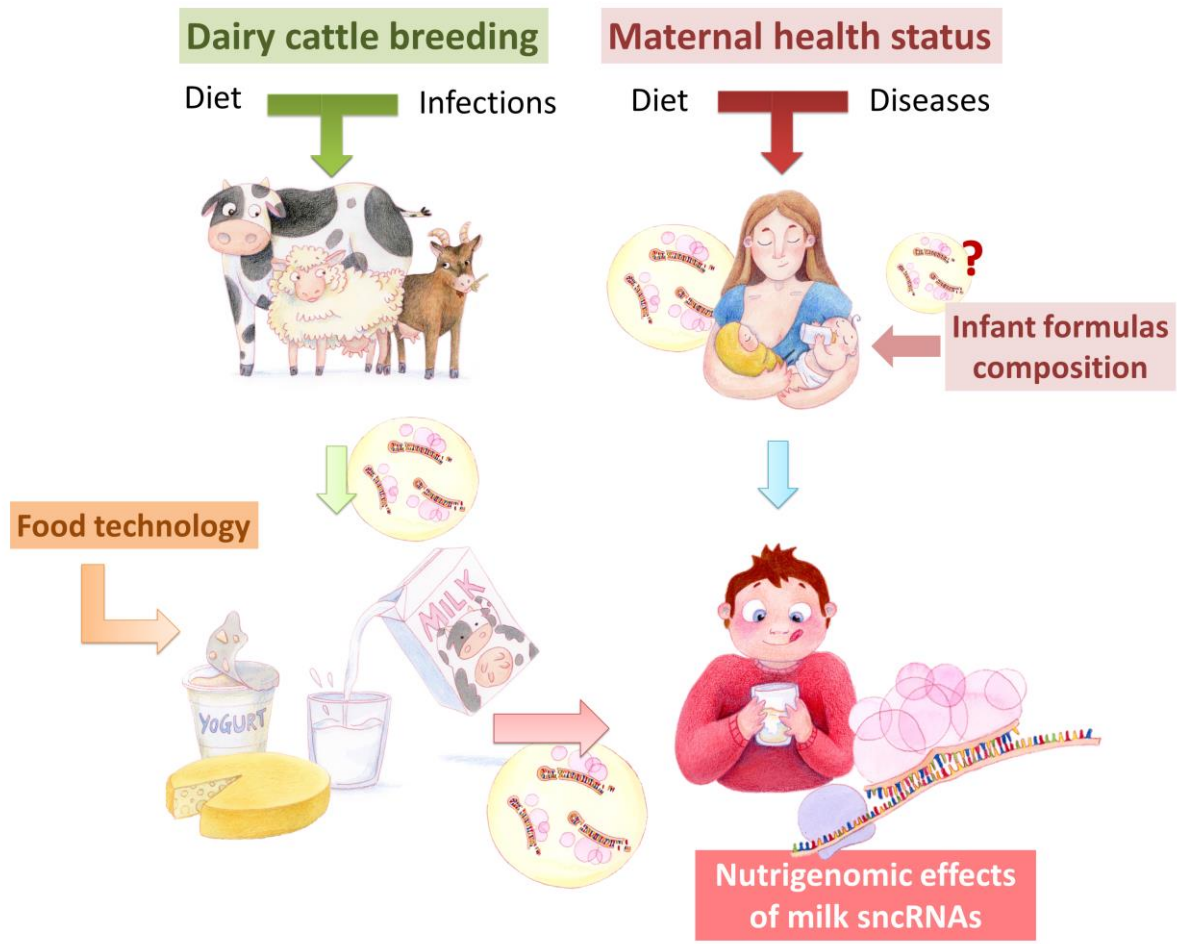 Dairy cattle breeding
Maternal health status
Diet
Infections
Diet
Diseases
?
Infant formulas
composition
Food technology
MILK
YOGURT
Nutrigenomic effects
of milk sncRNAs